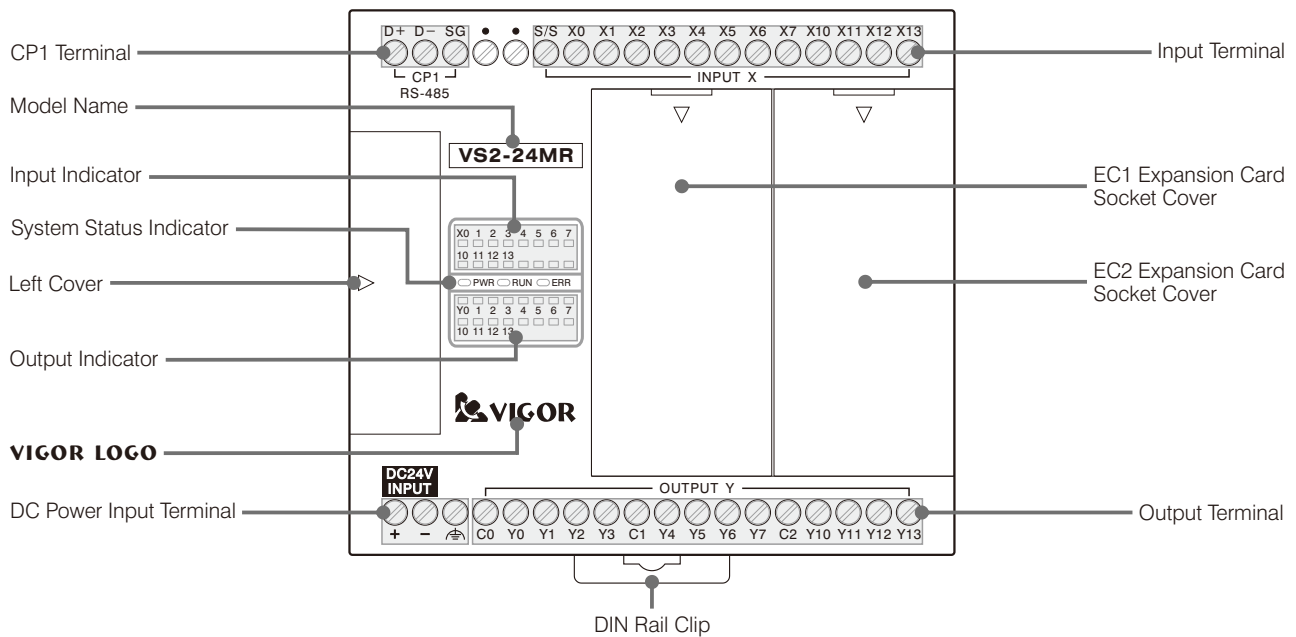 D+ D− SG • • S/S X0 X1 X2 X3 X4 X5 X6 X7 X10 X11 X12 X13
CP1 Terminal
Input Terminal
CP1
INPUT X
RS-485
Model Name
VS2-24MR
Input Indicator
EC1 Expansion Card
Socket Cover
System Status Indicator
X0 1 2 3 4 5 6 7
10 11 12 13
Left Cover
PWR RUN ERR
EC2 Expansion Card
Socket Cover
Y0 1 2 3 4 5 6 7
10 11 12 13
Output Indicator
VIGOR
VIGOR LOGO
DC24V
INPUT
OUTPUT Y
DC Power Input Terminal
Output Terminal
+ − C0 Y0 Y1 Y2 Y3 C1 Y4 Y5 Y6 Y7 C2 Y10 Y11 Y12 Y13
DIN Rail Clip